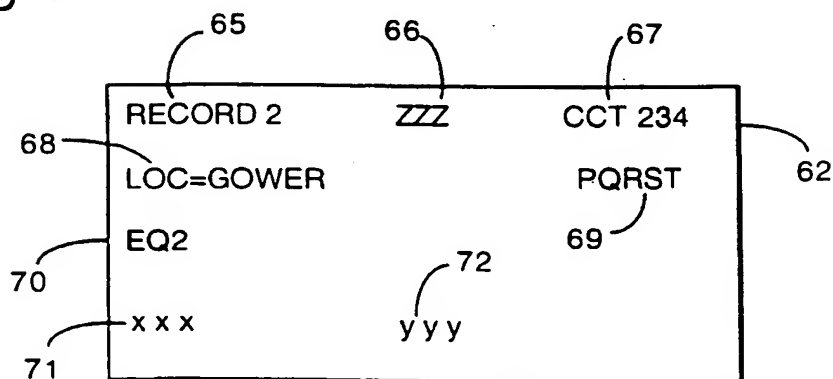 65 66 67
RECORD 2 ZZZ CCT 234
68 62
LOC=GOWER PQRST
69
EQ2
70 72
x x x y y y
71